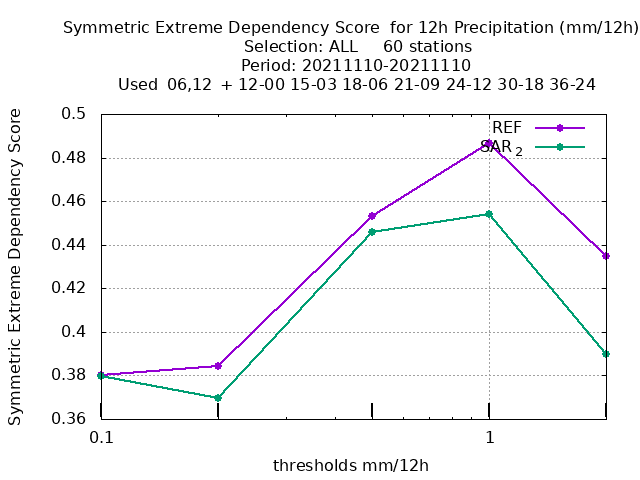 Symmetric Extreme Dependency Score  for 12h Precipitation (mm/12h)
Selection: ALL     60 stations
Period: 20211110-20211110
Used  06,12  + 12-00 15-03 18-06 21-09 24-12 30-18 36-24
Symmetric Extreme Dependency Score
0.5
0.48
0.46
0.44
0.42
0.4
0.38
0.36
REF
SAR2
0.1
1
thresholds mm/12h